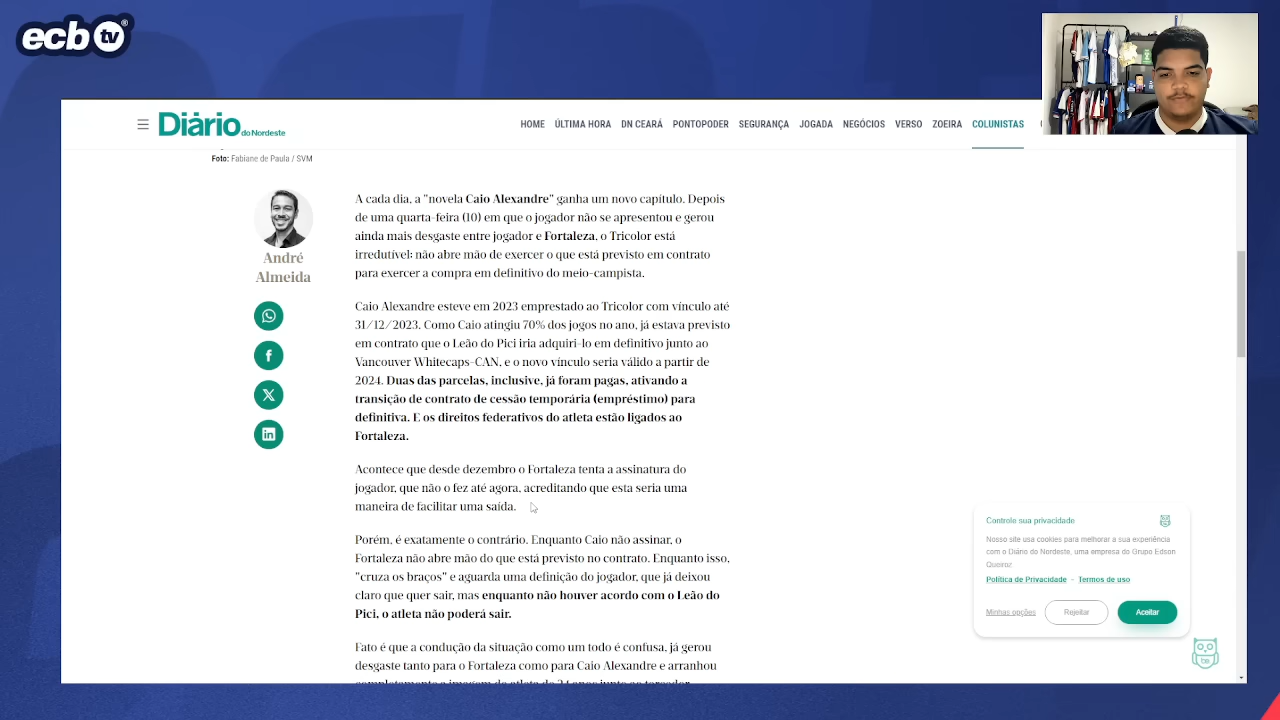 ecb tv
Diário do Nordeste
HOME ÚLTIMA HORA DN CEARÁ PONTOPODER SEGURANÇA JOGADA NEGÓCIOS VERSO ZOEIRA COLUNISTAS
Foto: Fabiane de Paula / SVM
André
Almeida
A cada dia, a "novela Caio Alexandre" ganha um novo capítulo. Depois
de uma quarta-feira (10) em que o jogador não se apresentou e gerou
ainda mais desgaste entre jogador e Fortaleza, o Tricolor está
irredutível: não abre mão de exercer o que está previsto em contrato
para exercer a compra em definitivo do meio-campista.
Caio Alexandre esteve em 2023 emprestado ao Tricolor com vínculo até
31/12/2023. Como Caio atingiu 70% dos jogos no ano, já estava previsto
em contrato que o Leão do Pici iria adquiri-lo em definitivo junto ao
Vancouver Whitecaps-CAN, e o novo vínculo seria válido a partir de
2024. Duas das parcelas, inclusive, já foram pagas, ativando a
transição de contrato de cessão temporária (empréstimo) para
definitiva. E os direitos federativos do atleta estão ligados ao
Fortaleza.
Acontece que desde dezembro o Fortaleza tenta a assinatura do
jogador, que não o fez até agora, acreditando que esta seria uma
maneira de facilitar uma saída.
Porém, é exatamente o contrário. Enquanto Caio não assinar, o
Fortaleza não abre mão do que está previsto no contrato. Enquanto isso,
"cruza os braços" e aguarda uma definição do jogador, que já deixou
claro que quer sair, mas enquanto não houver acordo com o Leão do
Pici, o atleta não poderá sair.
Fato é que a condução da situação como um todo é confusa, já gerou
desgaste tanto para o Fortaleza como para Caio Alexandre e arranhou
completamente a imagem do atleta de 24 anos junto ao torcedor
Controle sua privacidade
Nosso site usa cookies para melhorar a sua experiência
com o Diário do Nordeste, uma empresa do Grupo Edson
Queiroz
Política de Privacidade - Termos de uso
Minhas opções Rejeitar Aceitar